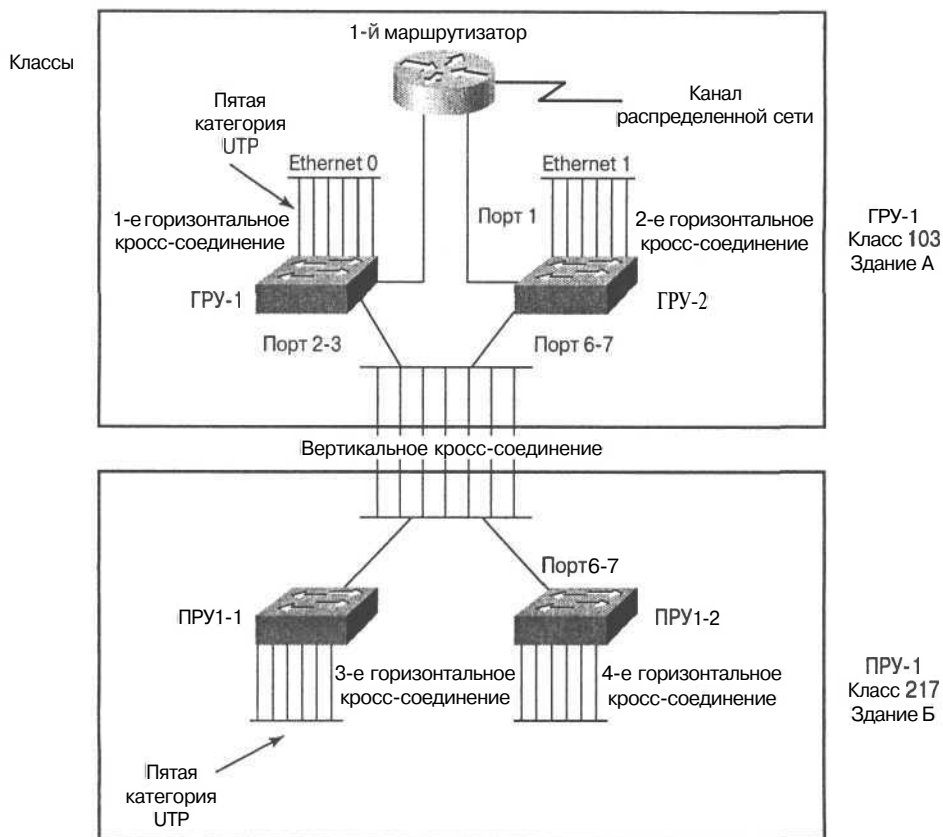 1-й маршрутизатор
Классы
Пятая
категория
UTP
Канал
распределенной сети
Ethernet 0
Ethernet 1
1-е горизонтальное
кросс-соединение
Порт 1
2-е горизонтальное
кросс-соединение
ГРУ-1
Класс 103
Здание А
ГРУ-1
ГРУ-2
Порт 2-3
Порт 6-7
Вертикальное кросс-соединение
Порт6-7
ПРУ1-1
ПРУ1-2
3-е горизонтальное
кросс-соединение
4-е горизонтальное
кросс-соединение
ПРУ-1
Класс 217
Здание Б
Пятая
категория
UTP